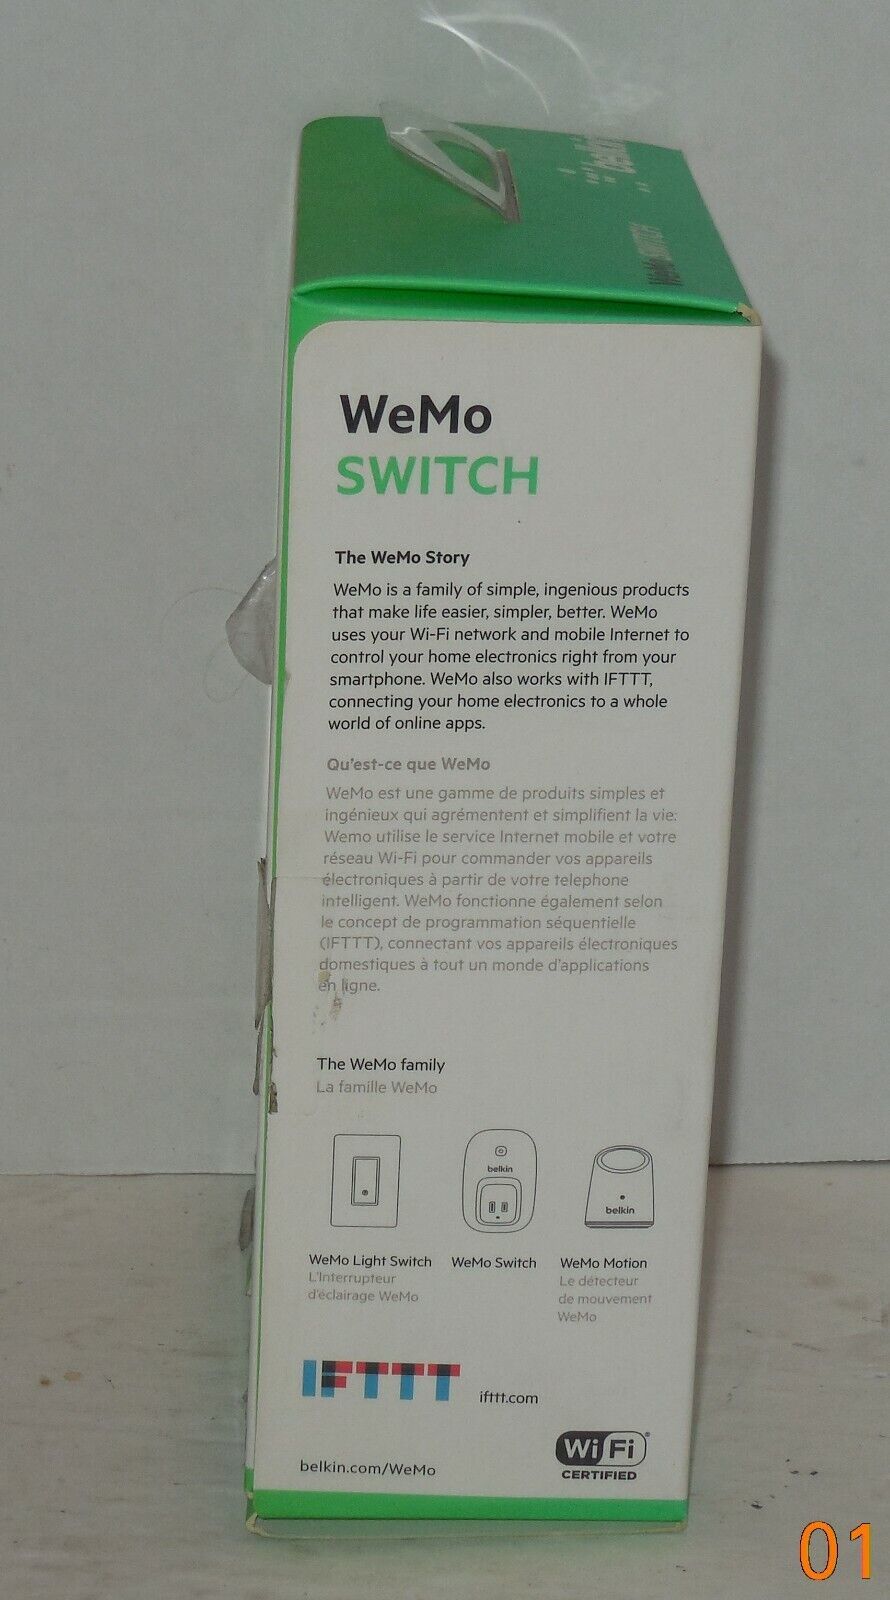 belkin
WeMo SWITCH
WeMo
SWITCH
The WeMo Story
WeMo is a family of simple, ingenious products
that make life easier, simpler, better. WeMo
uses your Wi-Fi network and mobile Internet to
control your home electronics right from your
smartphone. WeMo also works with IFTTT,
connecting your home electronics to a whole
world of online apps.
Qu'est-ce que WeMo
WeMo est une gamme de produits simples et
ingénieux qui agrémentent et simplifient la vie:
Wemo utilise le service Internet mobile et votre
réseau Wi-Fi pour commander vos appareils
électroniques à partir de votre telephone
intelligent. WeMo fonctionne également selon
le concept de programmation séquentielle
(IFTTT), connectant vos appareils électroniques
domestiques à tout un monde d'applications
en ligne.
The WeMo family
La famille WeMo
belkin
belkin
WeMo Light Switch WeMo Switch WeMo Motion
L'Interrupteur
d'éclairage WeMo
Le détecteur
de mouvement
WeMo
IFTTT
ifttt.com
Wi Fi®
CERTIFIED
belkin.com/WeMo
01